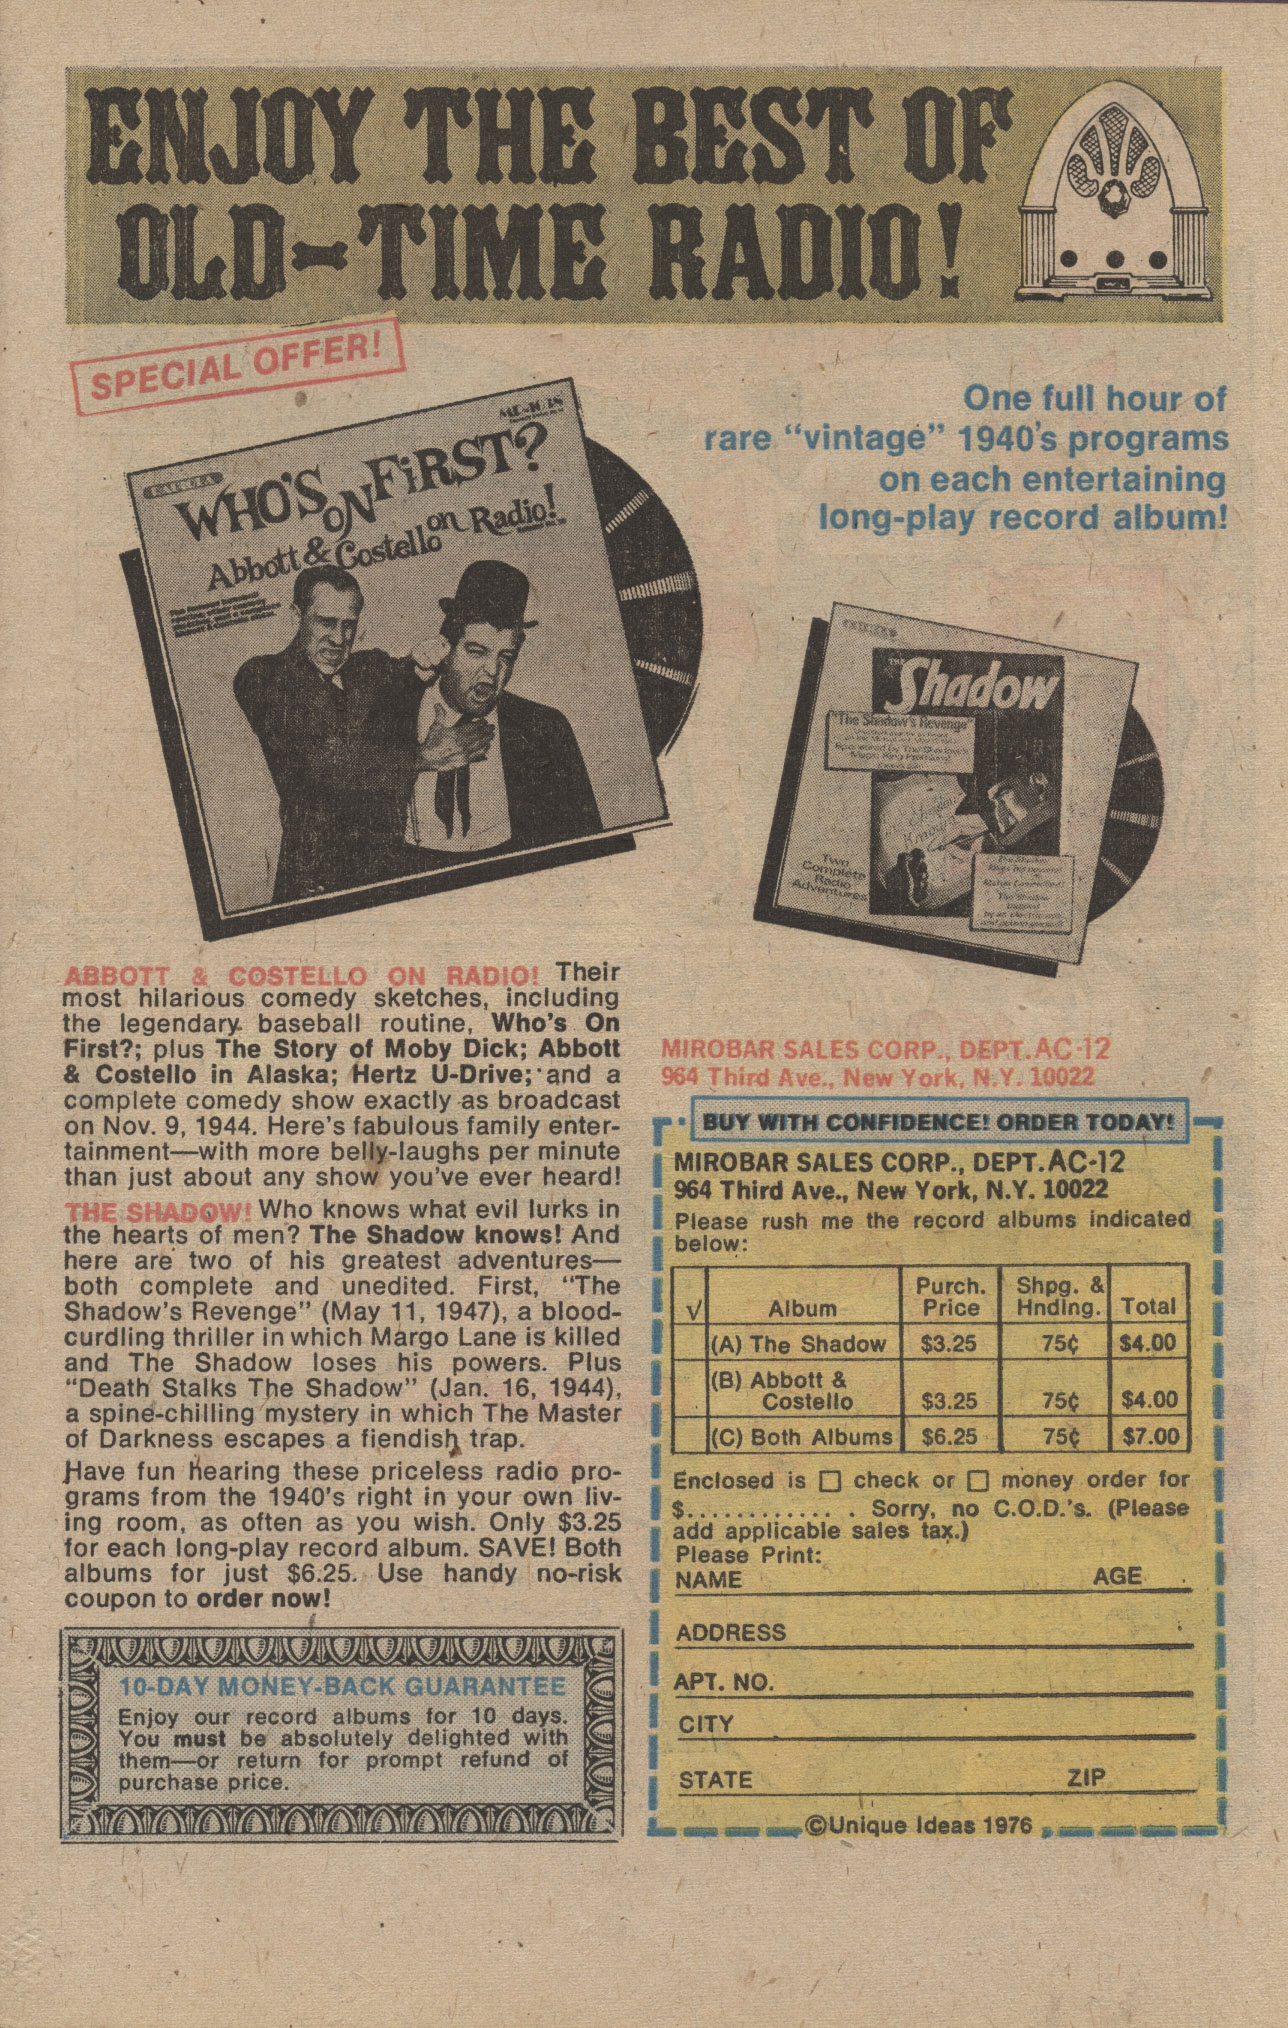 ENJOY THE BEST OF
OLD-TIME RADIO!
SPECIAL OFFER!
WHO'S ON FIRST?
Abbott & Costello on Radio!
One full hour of
rare “vintage” 1940's programs
on each entertaining
long-play record album!
THE
Shadow
"The Shadow's Revenge"
Two
Complete
Radio
Adventures
ABBOTT & COSTELLO ON RADIO! Their
most hilarious comedy sketches, including
the legendary baseball routine, Who's On
First?; plus The Story of Moby Dick; Abbott
& Costello in Alaska; Hertz U-Drive; and a
complete comedy show exactly as broadcast
on Nov. 9, 1944. Here's fabulous family enter-
tainment—with more belly-laughs per minute
than just about any show you've ever heard!
THE SHADOW! Who knows what evil lurks in
the hearts of men? The Shadow knows! And
here are two of his greatest adventures—
both complete and unedited. First, “The
Shadow's Revenge” (May 11, 1947), a blood-
curdling thriller in which Margo Lane is killed
and The Shadow loses his powers. Plus
“Death Stalks The Shadow” (Jan. 16, 1944),
a spine-chilling mystery in which The Master
of Darkness escapes a fiendish trap.
Have fun hearing these priceless radio pro-
grams from the 1940's right in your own liv-
ing room, as often as you wish. Only $3.25
for each long-play record album. SAVE! Both
albums for just $6.25. Use handy no-risk
coupon to order now!
10-DAY MONEY-BACK GUARANTEE
Enjoy our record albums for 10 days.
You must be absolutely delighted with
them—or return for prompt refund of
purchase price.
MIROBAR SALES CORP., DEPT. AC-12
964 Third Ave., New York, N.Y. 10022
BUY WITH CONFIDENCE! ORDER TODAY!
MIROBAR SALES CORP., DEPT. AC-12
964 Third Ave., New York, N.Y. 10022
Please rush me the record albums indicated
below:
√ Album Purch. Price Shpg. & Hndlng. Total
(A) The Shadow $3.25 75¢ $4.00
(B) Abbott & Costello $3.25 75¢ $4.00
(C) Both Albums $6.25 75¢ $7.00
Enclosed is ☐ check or ☐ money order for
$............. Sorry, no C.O.D.'s. (Please
add applicable sales tax.)
Please Print:
NAME AGE
ADDRESS
APT. NO.
CITY
STATE ZIP
©Unique Ideas 1976